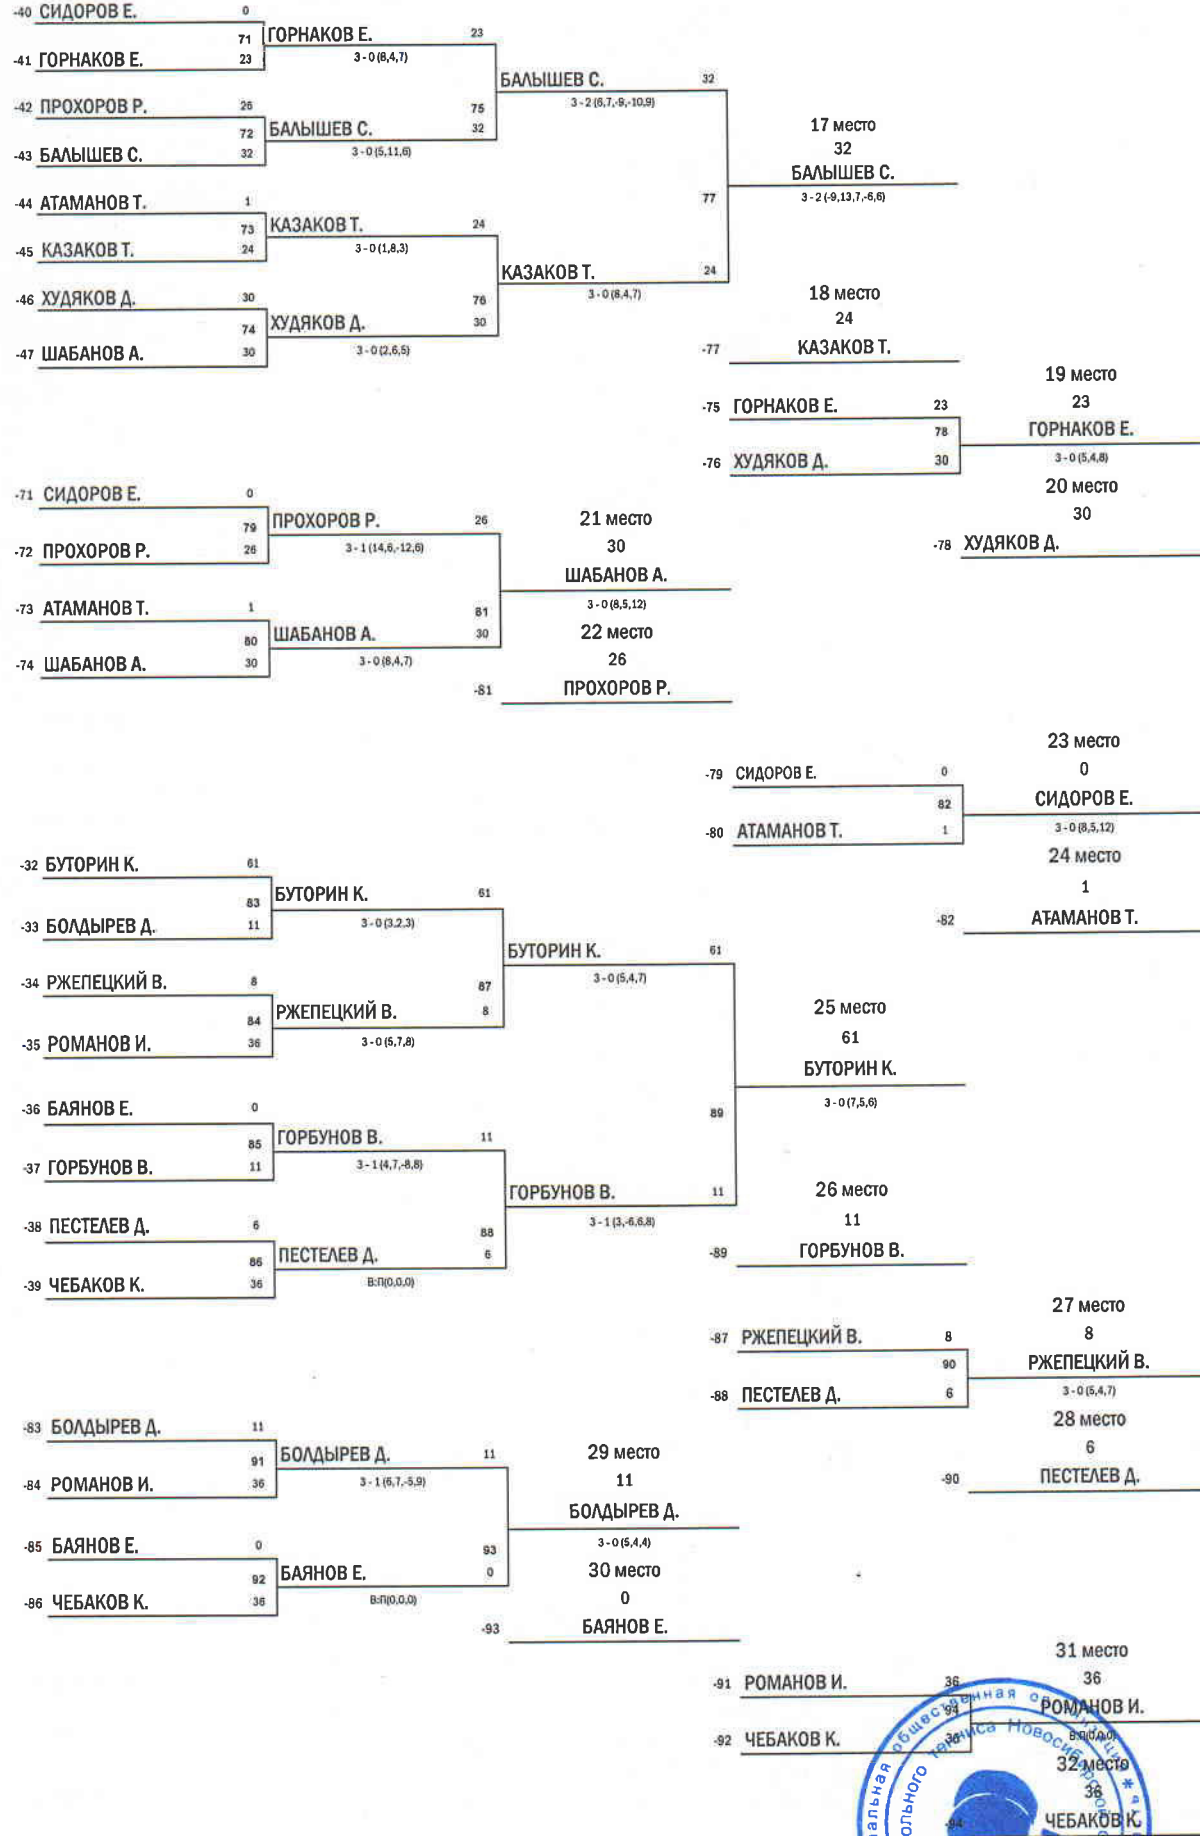 -40 СИДОРОВ Е. 0
71 ГОРНАКОВ Е. 23
-41 ГОРНАКОВ Е. 23 3 - 0 (8,4,7)
БАЛЫШЕВ С. 32
-42 ПРОХОРОВ Р. 26 75 3 - 2 (6,7,-9,-10,9)
72 БАЛЫШЕВ С. 32 17 место
-43 БАЛЫШЕВ С. 32 3 - 0 (5,11,6) 32
БАЛЫШЕВ С.
-44 АТАМАНОВ Т. 1 77 3 - 2 (-9,13,7,-6,6)
73 КАЗАКОВ Т. 24
-45 КАЗАКОВ Т. 24 3 - 0 (1,8,3)
КАЗАКОВ Т. 24
-46 ХУДЯКОВ Д. 30 76 3 - 0 (8,4,7) 18 место
74 ХУДЯКОВ Д. 30 24
-47 ШАБАНОВ А. 30 3 - 0 (2,6,5) -77 КАЗАКОВ Т.
19 место
-75 ГОРНАКОВ Е. 23 23
78 ГОРНАКОВ Е.
-76 ХУДЯКОВ Д. 30 3 - 0 (5,4,8)
20 место
30
-78 ХУДЯКОВ Д.
-71 СИДОРОВ Е. 0
79 ПРОХОРОВ Р. 26 21 место
-72 ПРОХОРОВ Р. 26 3 - 1 (14,6,-12,6) 30
ШАБАНОВ А.
-73 АТАМАНОВ Т. 1 81 3 - 0 (8,5,12)
80 ШАБАНОВ А. 30 22 место
-74 ШАБАНОВ А. 30 3 - 0 (8,4,7) 26
-81 ПРОХОРОВ Р.
23 место
-79 СИДОРОВ Е. 0 0
82 СИДОРОВ Е.
-80 АТАМАНОВ Т. 1 3 - 0 (8,5,12)
24 место
1
-82 АТАМАНОВ Т.
-32 БУТОРИН К. 61
83 БУТОРИН К. 61
-33 БОЛДЫРЕВ Д. 11 3 - 0 (3,2,3)
БУТОРИН К. 61
-34 РЖЕПЕЦКИЙ В. 8 87 3 - 0 (5,4,7)
84 РЖЕПЕЦКИЙ В. 8 25 место
-35 РОМАНОВ И. 36 3 - 0 (5,7,8) 61
БУТОРИН К.
-36 БАЯНОВ Е. 0 89 3 - 0 (7,5,6)
85 ГОРБУНОВ В. 11
-37 ГОРБУНОВ В. 11 3 - 1 (4,7,-8,8)
ГОРБУНОВ В. 11 26 место
-38 ПЕСТЕЛЕВ Д. 6 88 3 - 1 (3,-6,6,8) 11
86 ПЕСТЕЛЕВ Д. 6 -89 ГОРБУНОВ В.
-39 ЧЕБАКОВ К. 36 В:П(0,0,0)
27 место
-87 РЖЕПЕЦКИЙ В. 8 8
90 РЖЕПЕЦКИЙ В.
-88 ПЕСТЕЛЕВ Д. 6 3 - 0 (5,4,7)
28 место
6
-90 ПЕСТЕЛЕВ Д.
-83 БОЛДЫРЕВ Д. 11
91 БОЛДЫРЕВ Д. 11 29 место
-84 РОМАНОВ И. 36 3 - 1 (6,7,-5,9) 11
БОЛДЫРЕВ Д.
-85 БАЯНОВ Е. 0 93 3 - 0 (5,4,4)
92 БАЯНОВ Е. 0 30 место
-86 ЧЕБАКОВ К. 36 В:П(0,0,0) 0
-93 БАЯНОВ Е.
31 место
-91 РОМАНОВ И. 36 36
94 РОМАНОВ И.
-92 ЧЕБАКОВ К. 36 В:П(0,0,0)
32 место
36
-94 ЧЕБАКОВ К.
общественная организация *
тенниса Новосибирской